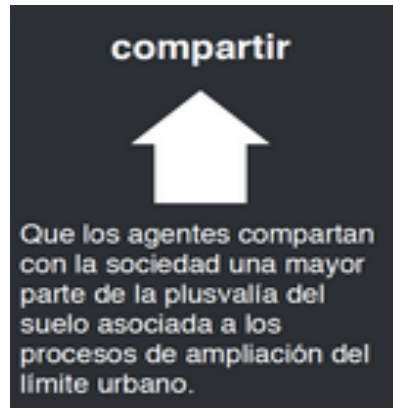 compartir
Que los agentes compartan
con la sociedad una mayor
parte de la plusvalía del
suelo asociada a los
procesos de ampliación del
límite urbano.